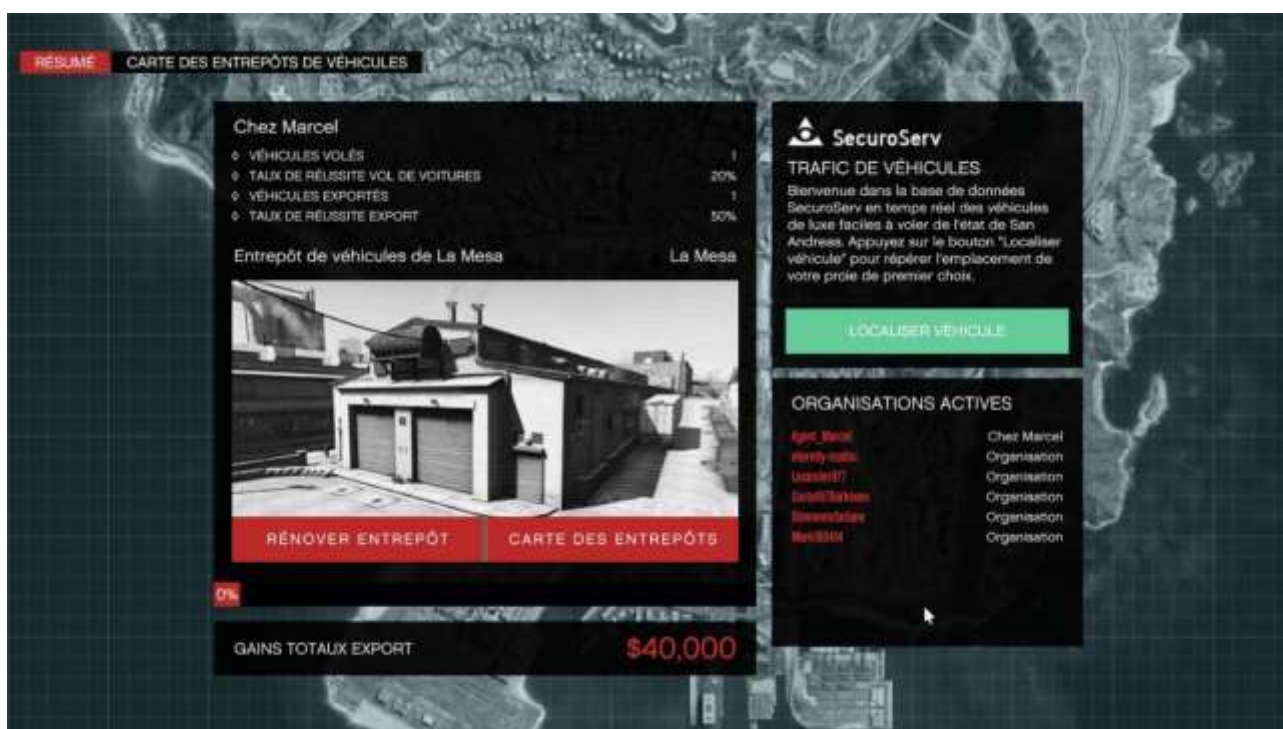 RÉSUMÉ
CARTE DES ENTREPÔTS DE VÉHICULES
Chez Marcel
VÉHICULES VOLÉS 1
TAUX DE RÉUSSITE VOL DE VOITURES 20%
VÉHICULES EXPORTÉS 1
TAUX DE RÉUSSITE EXPORT 50%
Entrepôt de véhicules de La Mesa La Mesa
RÉNOVER ENTREPÔT
CARTE DES ENTREPÔTS
0%
GAINS TOTAUX EXPORT $40,000
SecuroServ
TRAFIC DE VÉHICULES
Bienvenue dans la base de données
SecuroServ en temps réel des véhicules
de luxe faciles à voler de l'état de San
Andreas. Appuyez sur le bouton "Localiser
véhicule" pour répérer l'emplacement de
votre proie de premier choix.
LOCALISER VÉHICULE
ORGANISATIONS ACTIVES
Agent_Marcel Chez Marcel
Organisation
Organisation
Organisation
Organisation
Organisation